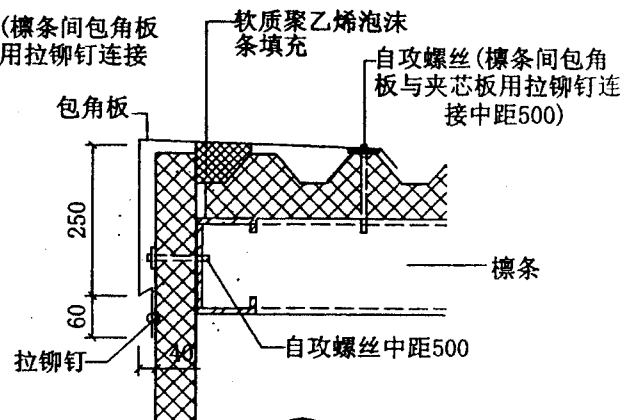 (檩条间包角板
用拉铆钉连接
软质聚乙烯泡沫
条填充
自攻螺丝(檩条间包角
板与夹芯板用拉铆钉连
接中距500)
包角板
250
檩条
60
拉铆钉
40
自攻螺丝中距500